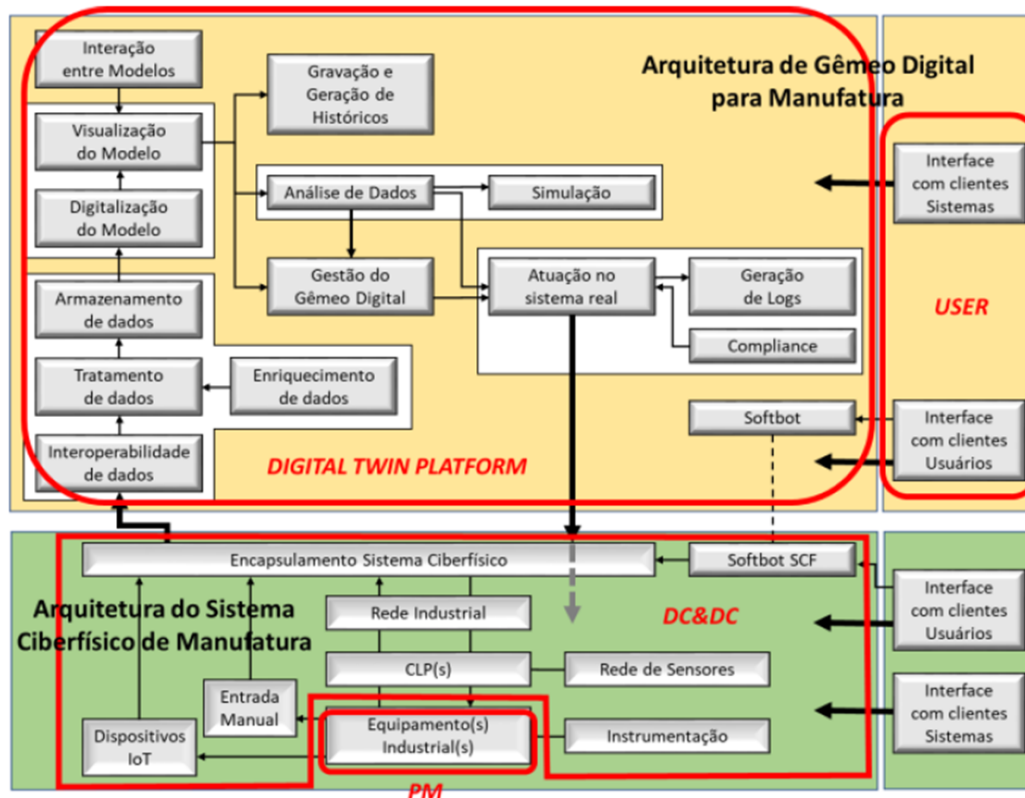 Interação
entre Modelos
Gravação e
Geração de
Históricos
Arquitetura de Gêmeo Digital
para Manufatura
Visualização
do Modelo
Interface
com clientes
Sistemas
Análise de Dados
Simulação
Digitalização
do Modelo
Gestão do
Gêmeo Digital
Atuação no
sistema real
Geração
de Logs
Armazenamento
de dados
USER
Compliance
Tratamento
de dados
Enriquecimento
de dados
Softbot
Interface
com clientes
Usuários
Interoperabilidade
de dados
DIGITAL TWIN PLATFORM
Encapsulamento Sistema Ciberfísico
Softbot SCF
Arquitetura do Sistema
Ciberfísico de Manufatura
Rede Industrial
DC&DC
Interface
com clientes
Usuários
CLP(s)
Rede de Sensores
Entrada
Manual
Interface
com clientes
Sistemas
Dispositivos
IoT
Equipamento(s)
Industrial(s)
Instrumentação
PM